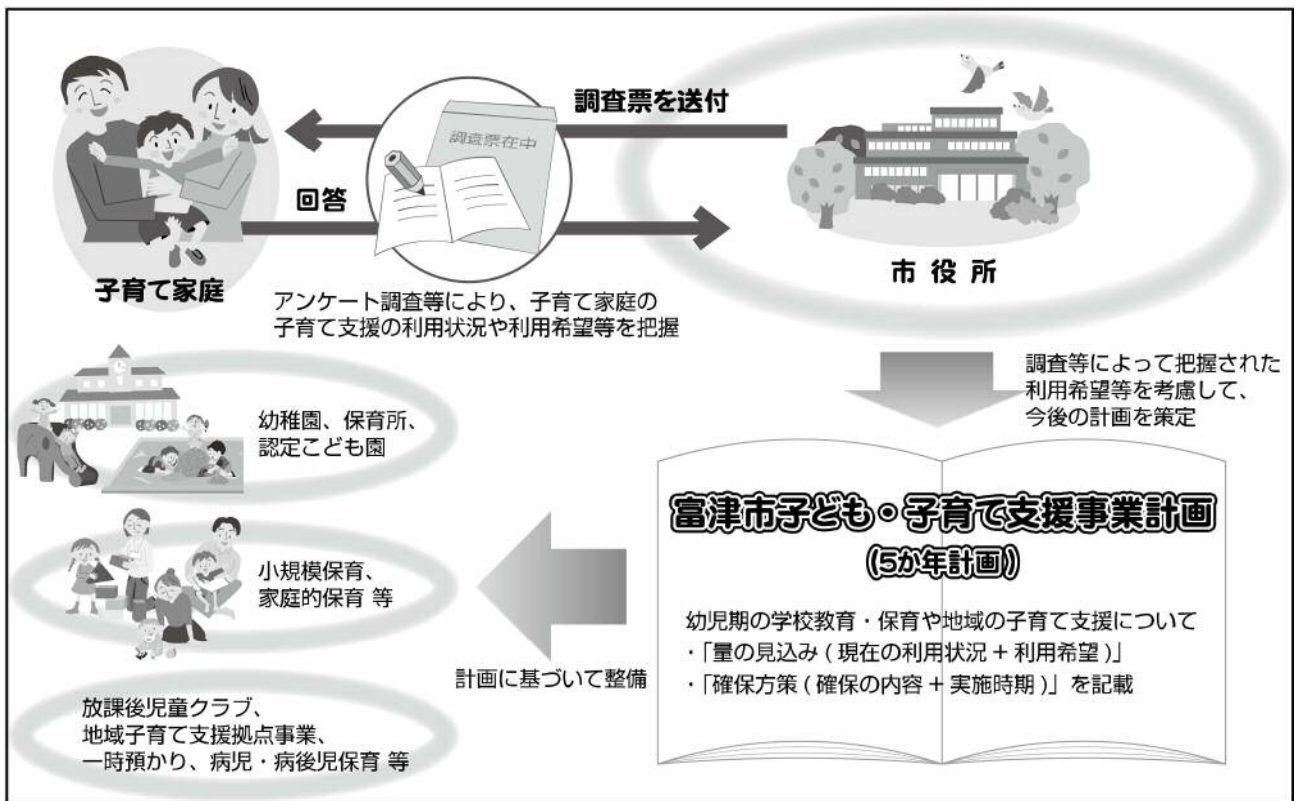 調査票を送付
調査票在中
回答
子育て家庭
市役所
アンケート調査等により、子育て家庭の
子育て支援の利用状況や利用希望等を把握
調査等によって把握された
利用希望等を考慮して、
今後の計画を策定
富津市子ども・子育て支援事業計画
(5か年計画)
幼児期の学校教育・保育や地域の子育て支援について
・「量の見込み(現在の利用状況+利用希望)」
・「確保方策(確保の内容+実施時期)」を記載
計画に基づいて整備
幼稚園、保育所、
認定こども園
小規模保育、
家庭的保育 等
放課後児童クラブ、
地域子育て支援拠点事業、
一時預かり、病児・病後児保育 等